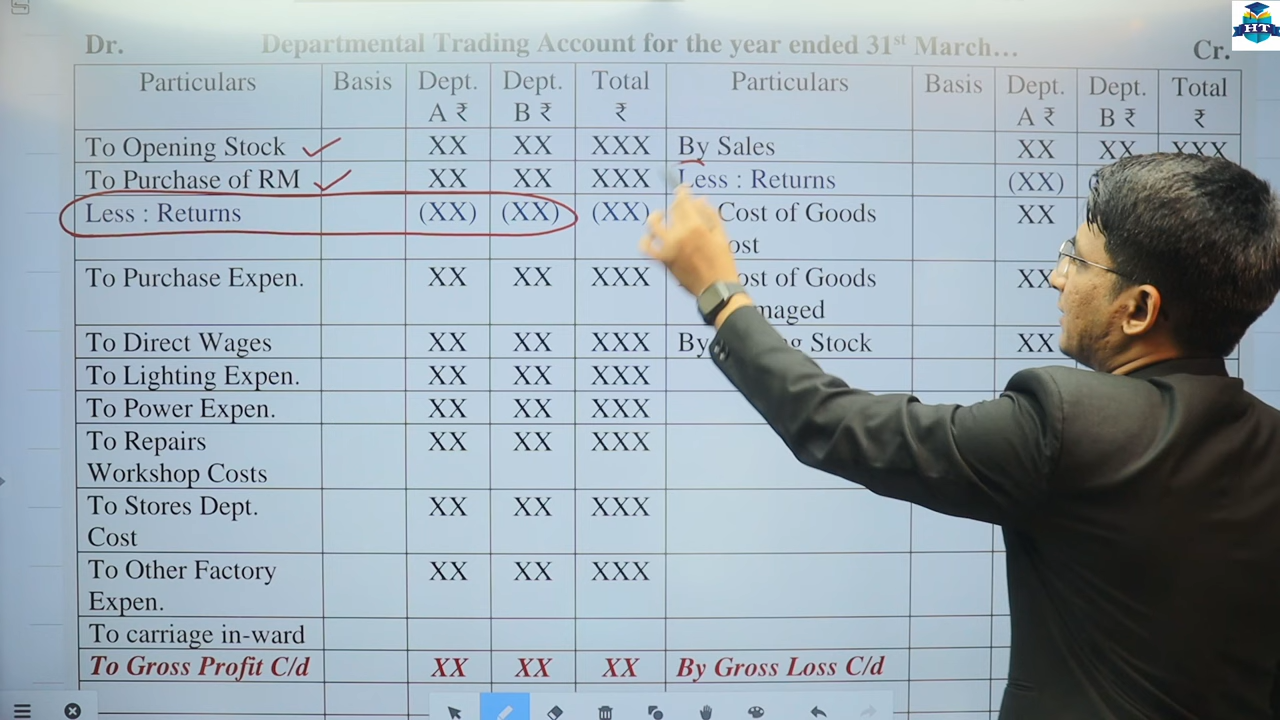 HT
Dr. Departmental Trading Account for the year ended 31st March… Cr.
Particulars Basis Dept. A ₹ Dept. B ₹ Total ₹ Particulars Basis Dept. A ₹ Dept. B ₹ Total ₹
To Opening Stock XX XX XXX By Sales XX XX XXX
To Purchase of RM XX XX XXX Less : Returns (XX)
Less : Returns (XX) (XX) (XX) Cost of Goods XX
To Purchase Expen. XX XX XXX Cost of Goods
To Direct Wages XX XX XXX By Stock XX
To Lighting Expen. XX XX XXX
To Power Expen. XX XX XXX
To Repairs XX XX XXX
Workshop Costs
To Stores Dept. XX XX XXX
Cost
To Other Factory XX XX XXX
Expen.
To carriage in-ward
To Gross Profit C/d XX XX XX By Gross Loss C/d